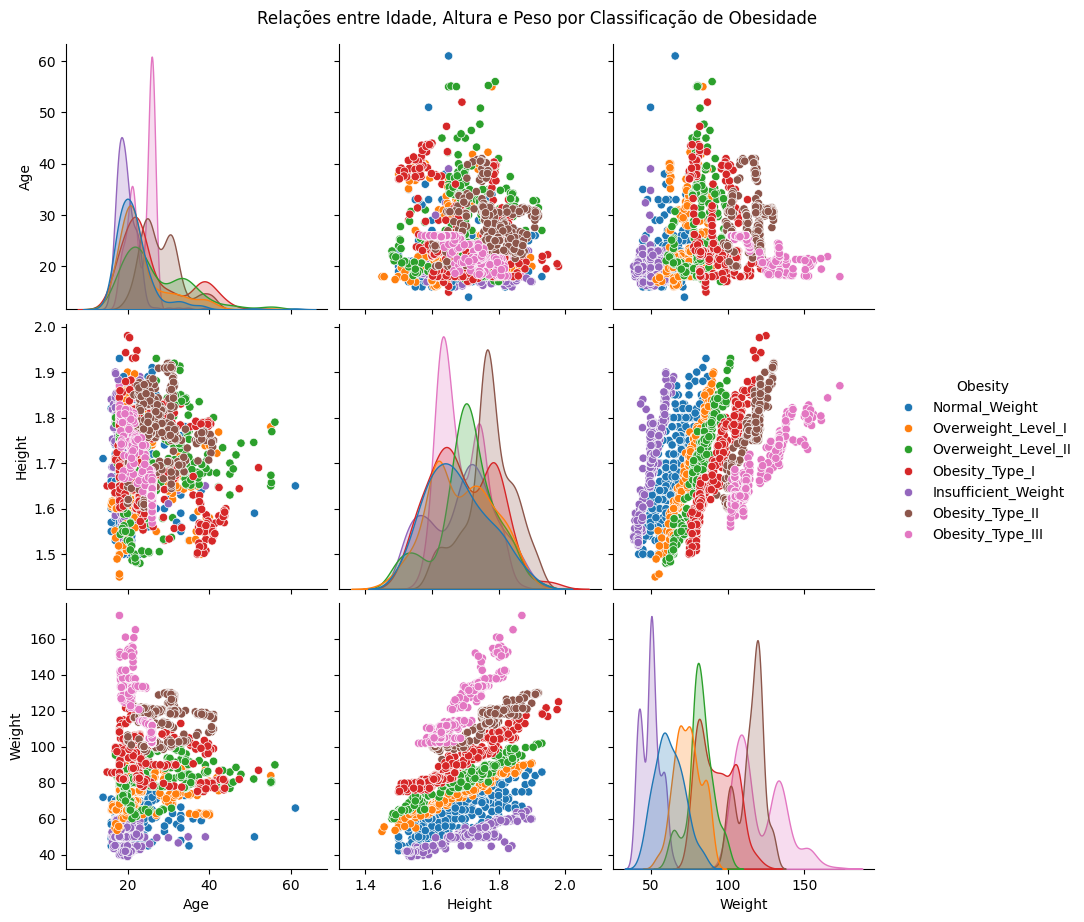 Relações entre Idade, Altura e Peso por Classificação de Obesidade
60
50
40
30
20
Age
2.0
1.9
1.8
1.7
1.6
1.5
Height
160
140
120
100
80
60
40
Weight
20 40 60
Age
1.4 1.6 1.8 2.0
Height
50 100 150
Weight
Obesity
Normal_Weight
Overweight_Level_I
Overweight_Level_II
Obesity_Type_I
Insufficient_Weight
Obesity_Type_II
Obesity_Type_III